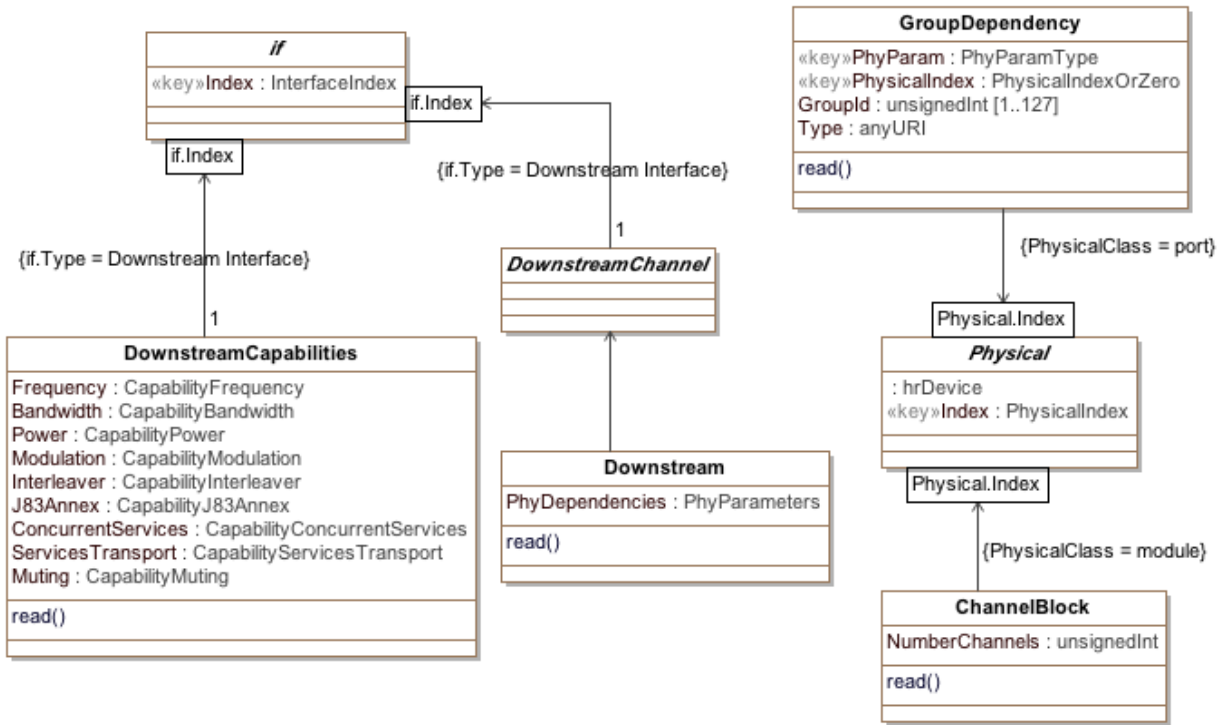 if
«key»Index : InterfaceIndex
if.Index
if.Index
{if.Type = Downstream Interface}
1
{if.Type = Downstream Interface}
1
DownstreamCapabilities
Frequency : CapabilityFrequency
Bandwidth : CapabilityBandwidth
Power : CapabilityPower
Modulation : CapabilityModulation
Interleaver : CapabilityInterleaver
J83Annex : CapabilityJ83Annex
ConcurrentServices : CapabilityConcurrentServices
ServicesTransport : CapabilityServicesTransport
Muting : CapabilityMuting
read()
DownstreamChannel
Downstream
PhyDependencies : PhyParameters
read()
GroupDependency
«key»PhyParam : PhyParamType
«key»PhysicalIndex : PhysicalIndexOrZero
GroupId : unsignedInt [1..127]
Type : anyURI
read()
{PhysicalClass = port}
Physical.Index
Physical
: hrDevice
«key»Index : PhysicalIndex
Physical.Index
{PhysicalClass = module}
ChannelBlock
NumberChannels : unsignedInt
read()